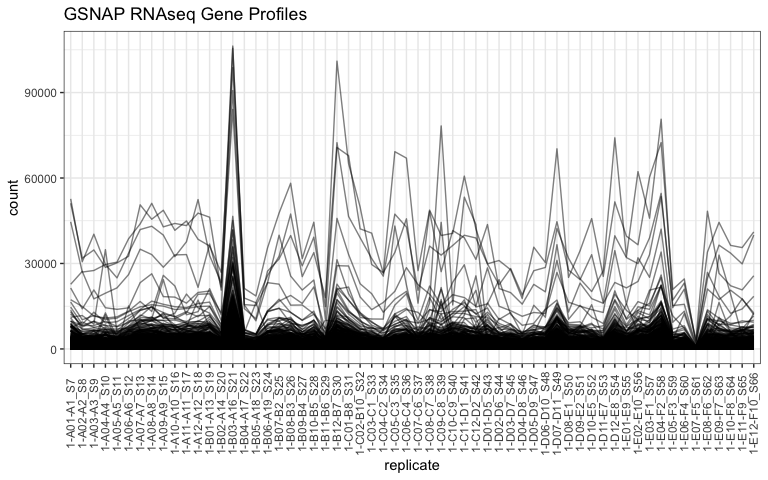 GSNAP RNAseq Gene Profiles
count
90000
60000
30000
0
1-A01-A1_S7
1-A02-A2_S8
1-A03-A3_S9
1-A04-A4_S10
1-A05-A5_S11
1-A06-A6_S12
1-A07-A7_S13
1-A08-A8_S14
1-A09-A9_S15
1-A10-A10_S16
1-A11-A11_S17
1-A12-A12_S18
1-B01-A13_S19
1-B02-A14_S20
1-B03-A16_S21
1-B04-A17_S22
1-B05-A18_S23
1-B06-A19_S24
1-B07-B2_S25
1-B08-B3_S26
1-B09-B4_S27
1-B10-B5_S28
1-B11-B6_S29
1-B12-B7_S30
1-C01-B8_S31
1-C02-B10_S32
1-C03-C1_S33
1-C04-C2_S34
1-C05-C3_S35
1-C06-C5_S36
1-C07-C6_S37
1-C08-C7_S38
1-C09-C8_S39
1-C10-C9_S40
1-C11-D1_S41
1-C12-D2_S42
1-D01-D5_S43
1-D02-D6_S44
1-D03-D7_S45
1-D04-D8_S46
1-D05-D9_S47
1-D06-D10_S48
1-D07-D11_S49
1-D08-E1_S50
1-D09-E2_S51
1-D10-E5_S52
1-D11-E7_S53
1-D12-E8_S54
1-E01-E9_S55
1-E02-E10_S56
1-E03-F1_S57
1-E04-F2_S58
1-E05-F3_S59
1-E06-F4_S60
1-E07-F5_S61
1-E08-F6_S62
1-E09-F7_S63
1-E10-F8_S64
1-E11-F9_S65
1-E12-F10_S66
replicate